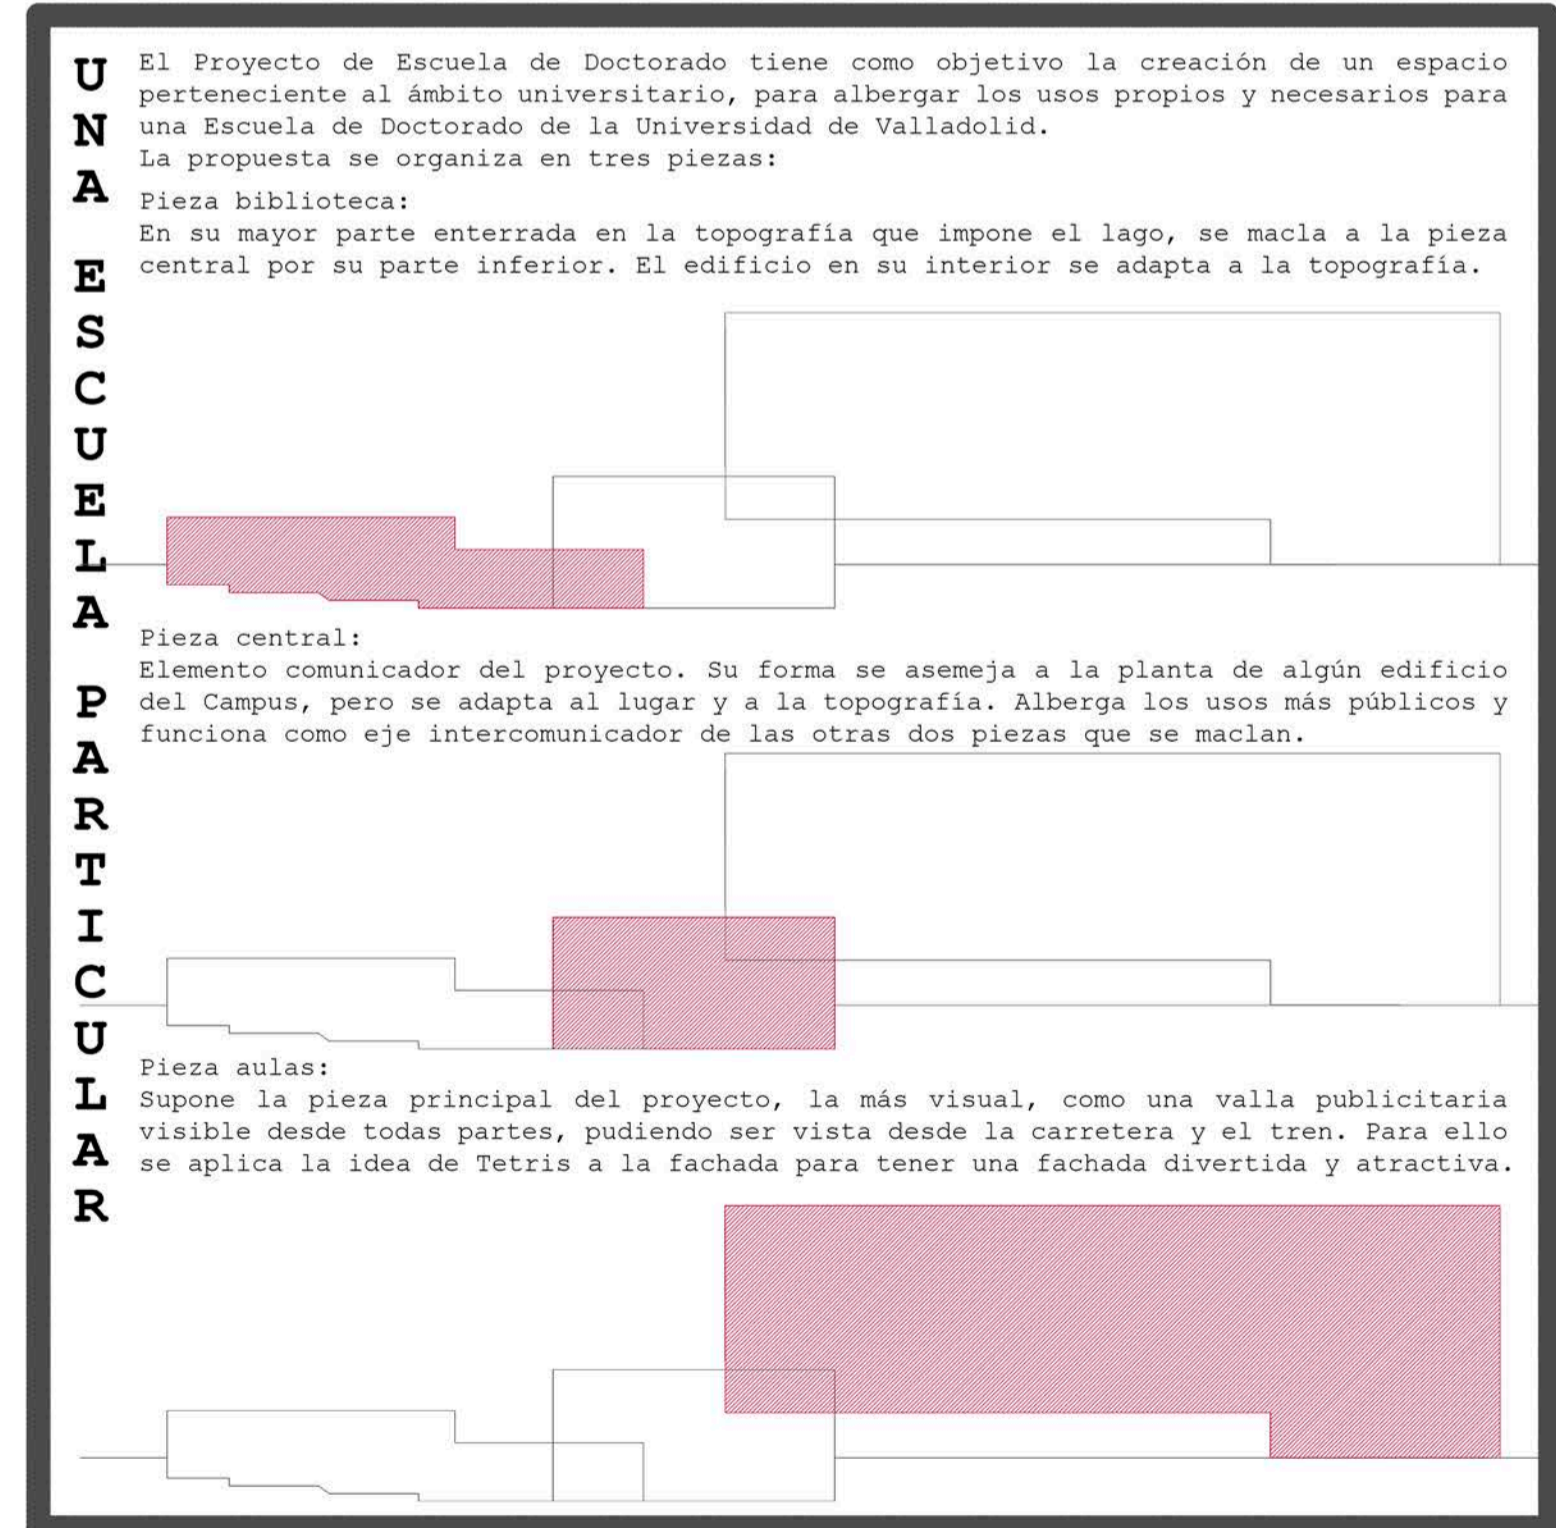 UNA ESCUELA PARTICULAR
El Proyecto de Escuela de Doctorado tiene como objetivo la creación de un espacio
perteneciente al ámbito universitario, para albergar los usos propios y necesarios para
una Escuela de Doctorado de la Universidad de Valladolid.
La propuesta se organiza en tres piezas:
Pieza biblioteca:
En su mayor parte enterrada en la topografía que impone el lago, se macla a la pieza
central por su parte inferior. El edificio en su interior se adapta a la topografía.
Pieza central:
Elemento comunicador del proyecto. Su forma se asemeja a la planta de algún edificio
del Campus, pero se adapta al lugar y a la topografía. Alberga los usos más públicos y
funciona como eje intercomunicador de las otras dos piezas que se maclan.
Pieza aulas:
Supone la pieza principal del proyecto, la más visual, como una valla publicitaria
visible desde todas partes, pudiendo ser vista desde la carretera y el tren. Para ello
se aplica la idea de Tetris a la fachada para tener una fachada divertida y atractiva.